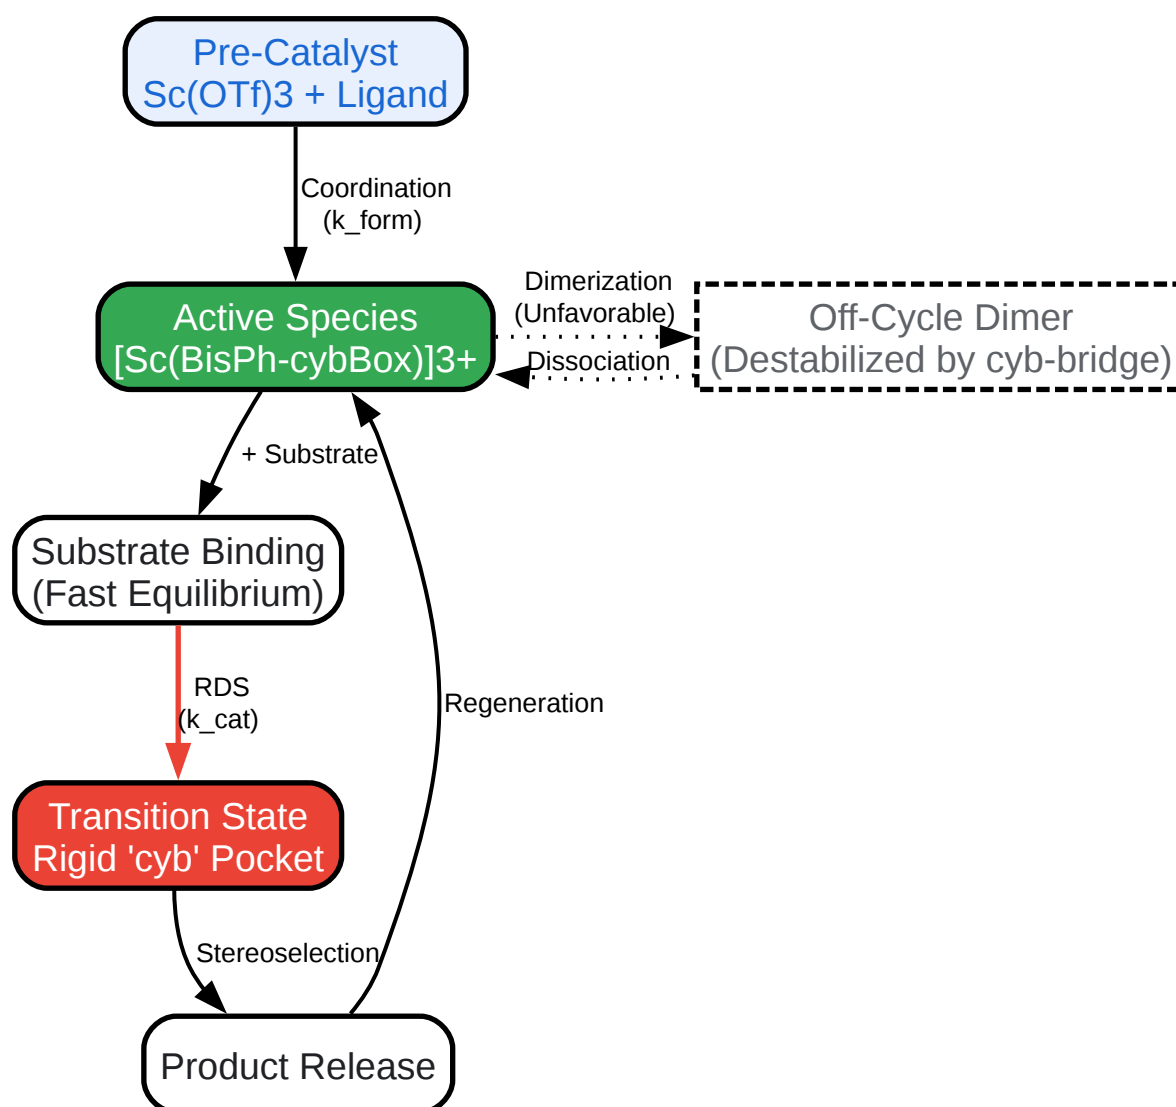 Pre-Catalyst
Sc(OTf)3 + Ligand
Coordination
(k_form)
Active Species
[Sc(BisPh-cybBox)]3+
Dimerization
(Unfavorable)
Dissociation
Off-Cycle Dimer
(Destabilized by cyb-bridge)
+ Substrate
Substrate Binding
(Fast Equilibrium)
RDS
(k_cat)
Regeneration
Transition State
Rigid 'cyb' Pocket
Stereoselection
Product Release